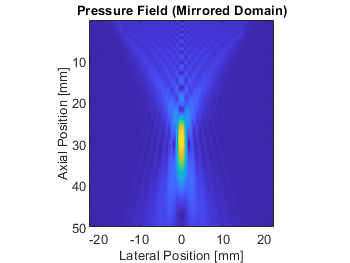 Pressure Field (Mirrored Domain)
10
20
30
40
50
Axial Position [mm]
-20 -10 0 10 20
Lateral Position [mm]